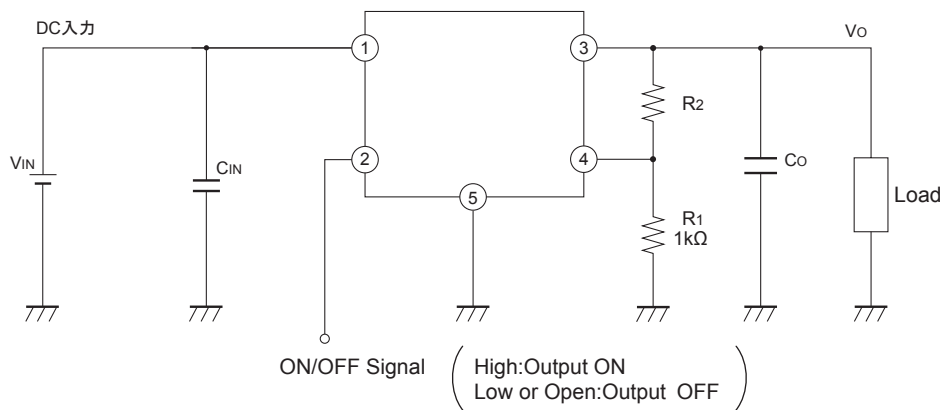 DC入力
1
3
Vo
R2
VIN
CIN
2
4
Co
Load
5
R1
1kΩ
ON/OFF Signal
High:Output ON
Low or Open:Output OFF